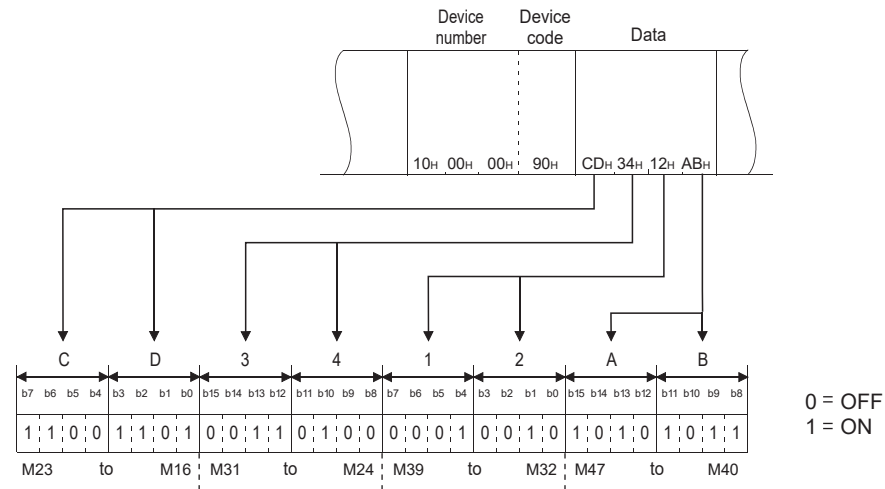 Device number Device code Data
10H 00H 00H 90H CDH 34H 12H ABH
C D 3 4 1 2 A B
b7 b6 b5 b4 b3 b2 b1 b0 b15 b14 b13 b12 b11 b10 b9 b8 b7 b6 b5 b4 b3 b2 b1 b0 b15 b14 b13 b12 b11 b10 b9 b8
1 1 0 0 1 1 0 1 0 0 1 1 0 1 0 0 0 0 0 1 0 0 1 0 1 0 1 0 1 0 1 1
M23 to M16 M31 to M24 M39 to M32 M47 to M40
0 = OFF
1 = ON